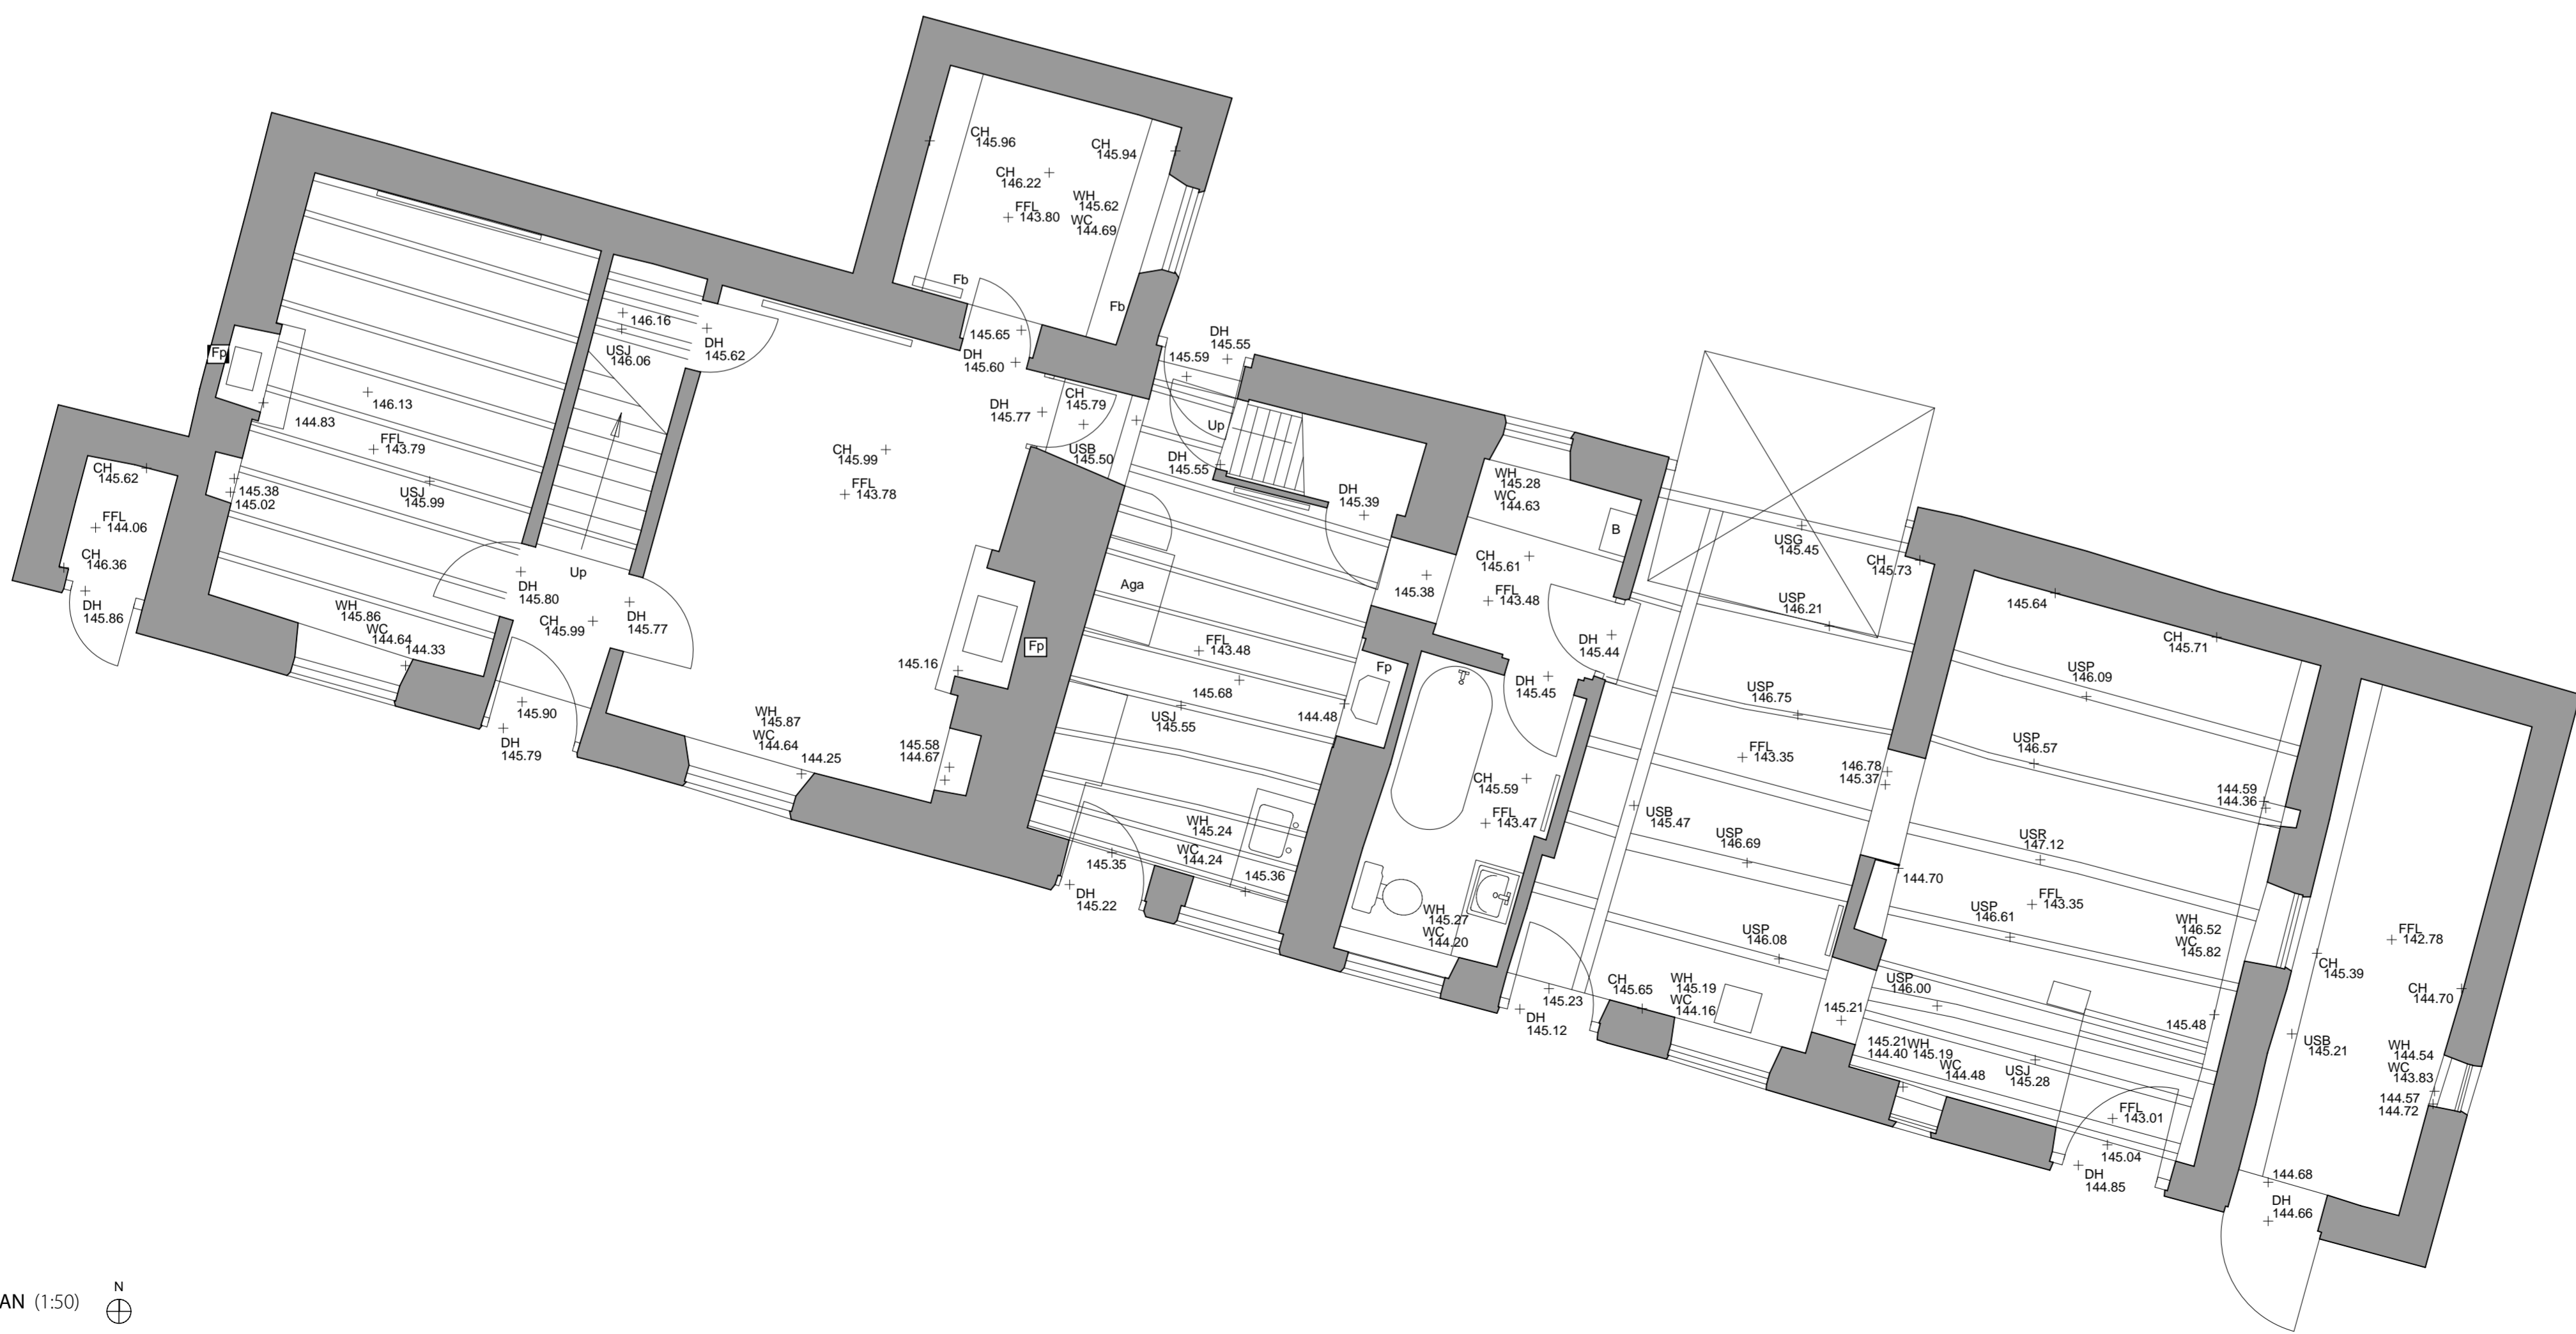 CH
145.96
CH
145.94
CH
146.22
WH
145.62
WC
144.69
FFL
143.80
Fb
Fb
146.16
USJ
146.06
DH
145.62
145.65
DH
145.60
DH
145.55
145.59
Fp
146.13
144.83
FFL
143.79
USJ
145.99
CH
145.62
145.38
145.02
FFL
144.06
CH
146.36
DH
145.86
WH
145.86
WC
144.64
144.33
Up
DH
145.80
CH
145.99
DH
145.77
145.90
DH
145.79
CH
145.99
FFL
143.78
DH
145.77
CH
145.79
USB
145.50
Up
DH
145.55
DH
145.39
Aga
145.16
Fp
WH
145.87
WC
144.64
144.25
145.58
144.67
FFL
143.48
145.68
USJ
145.55
144.48
Fp
145.38
WH
145.24
WC
144.24
145.35
145.36
DH
145.22
WH
145.28
WC
144.63
B
CH
145.61
FFL
143.48
DH
145.44
DH
145.45
CH
145.59
FFL
143.47
WH
145.27
WC
144.20
USG
145.45
CH
145.73
USP
146.21
USP
146.75
FFL
143.35
146.78
145.37
USB
145.47
USP
146.69
USP
146.08
145.23
DH
145.12
CH
145.65
WH
145.19
WC
144.16
145.21
145.64
CH
145.71
USP
146.09
USP
146.57
144.59
144.36
USR
147.12
144.70
FFL
143.35
USP
146.61
WH
146.52
WC
145.82
USP
146.00
145.48
145.21
144.40
WH
145.19
WC
144.48
USJ
145.28
FFL
143.01
145.04
DH
144.85
FFL
142.78
CH
145.39
CH
144.70
USB
145.21
WH
144.54
WC
143.83
144.57
144.72
144.68
DH
144.66
N
AN (1:50)